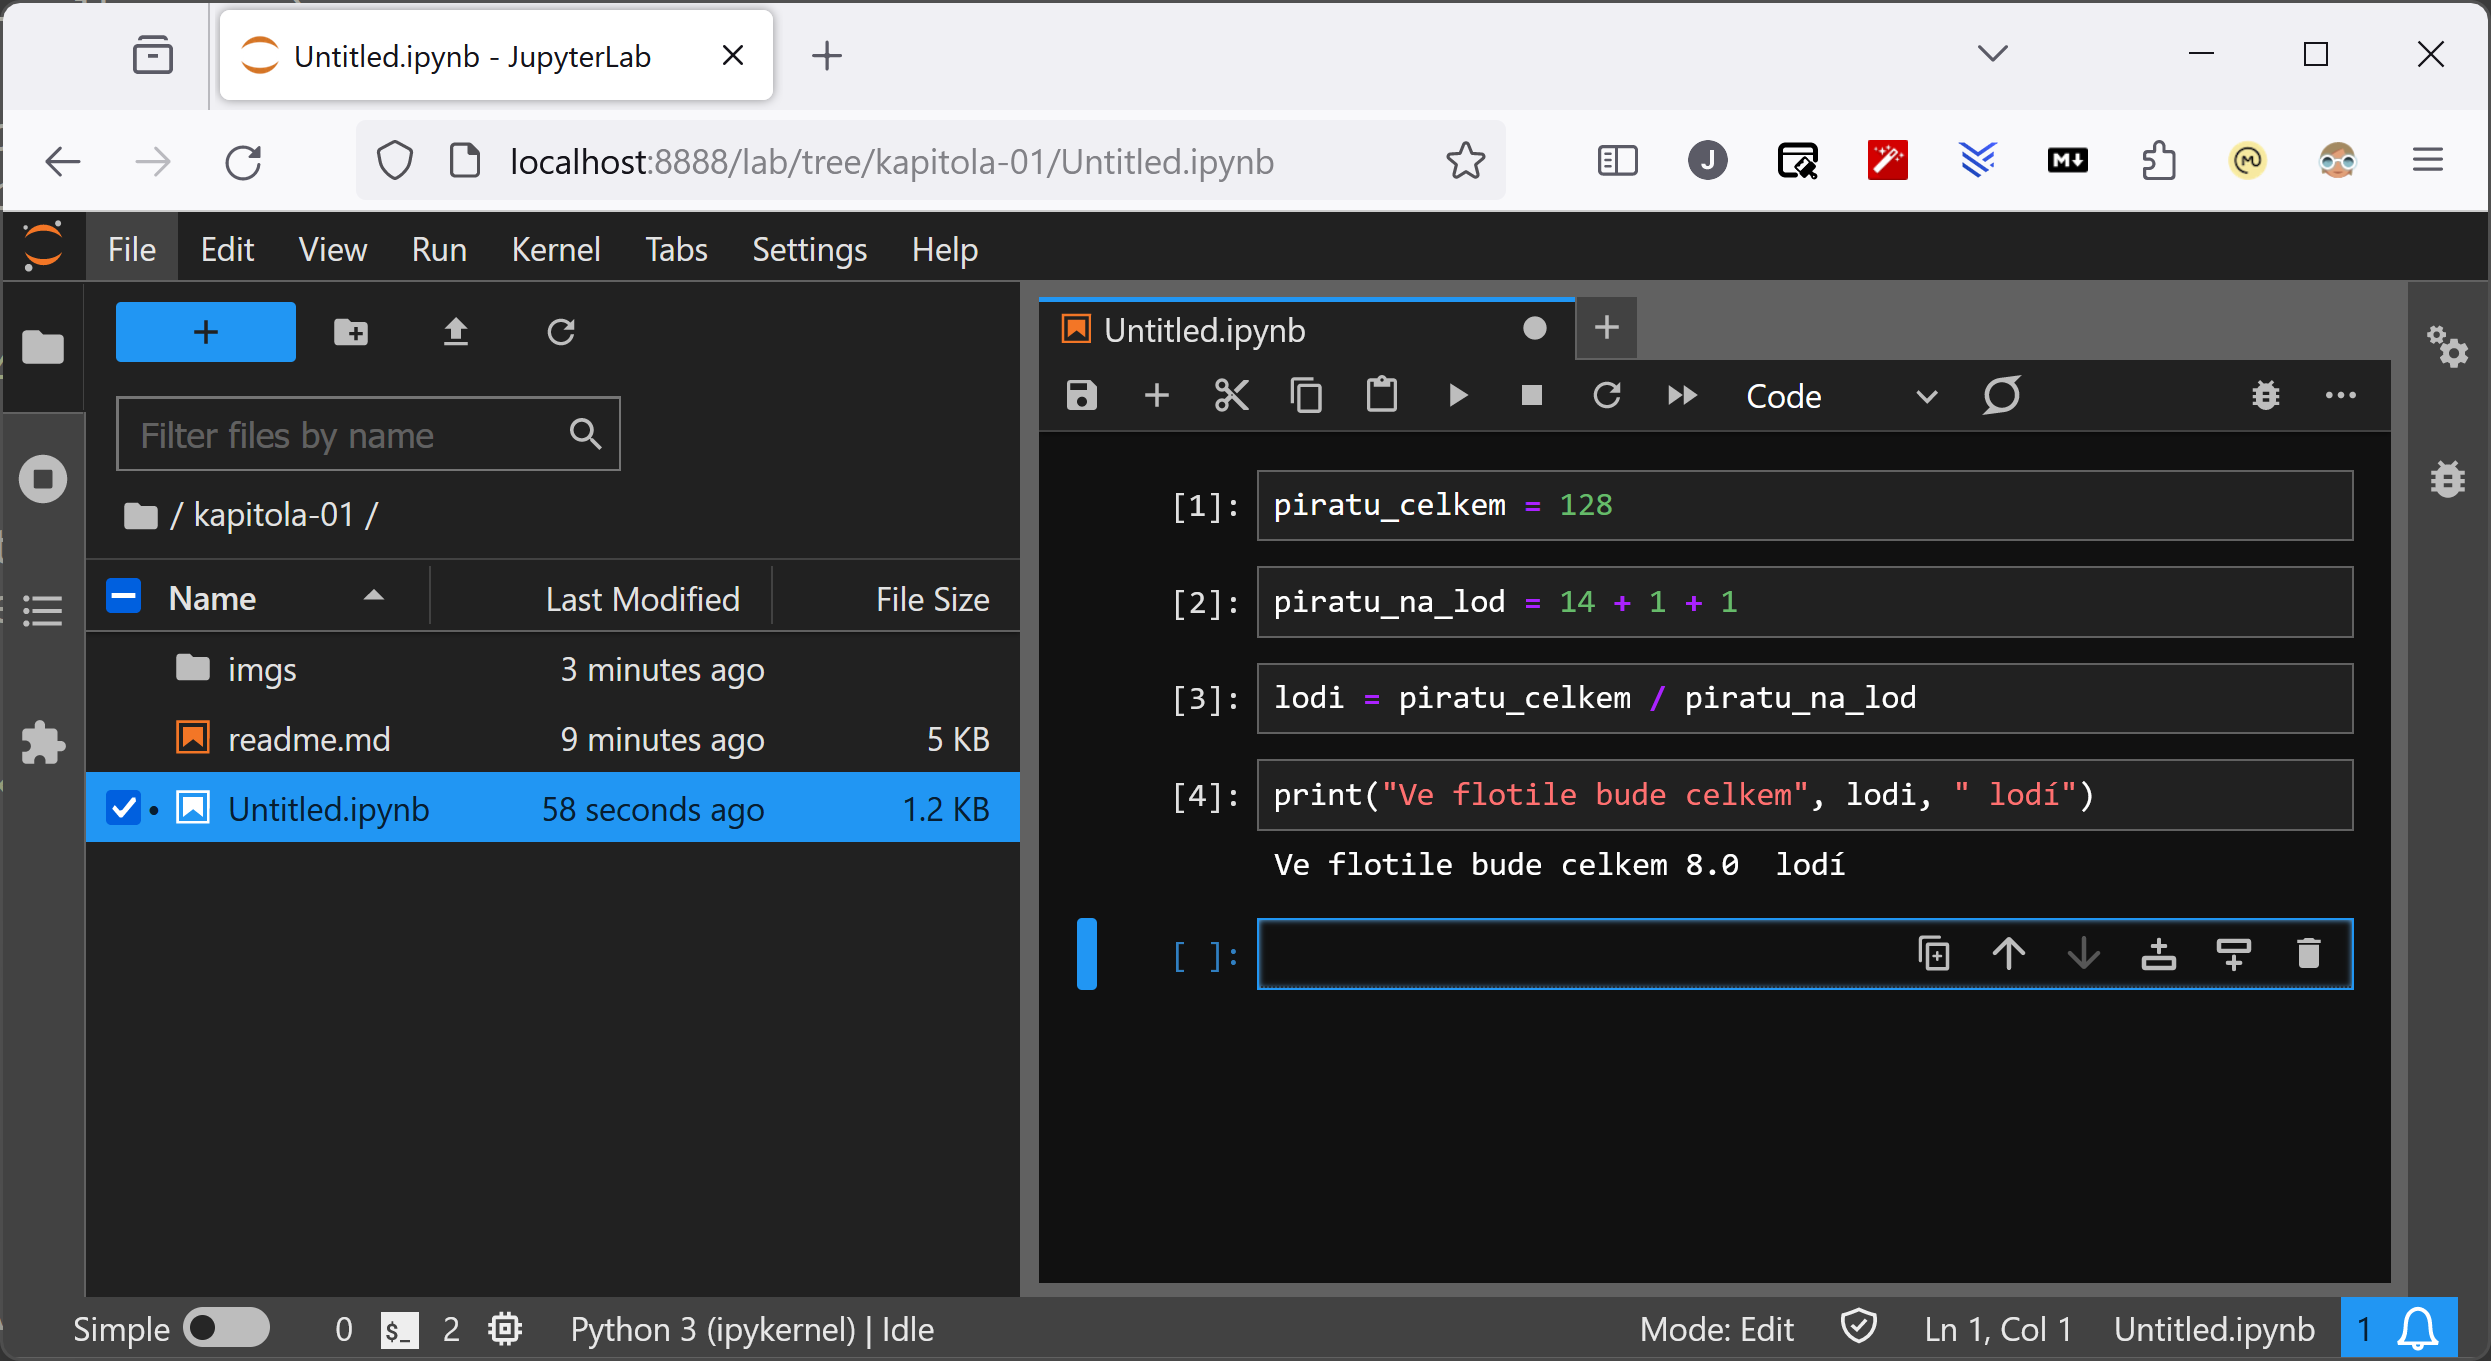 Untitled.ipynb - JupyterLab
localhost:8888/lab/tree/kapitola-01/Untitled.ipynb
J
M
File Edit View Run Kernel Tabs Settings Help
Filter files by name
/ kapitola-01 /
Name Last Modified File Size
imgs 3 minutes ago
readme.md 9 minutes ago 5 KB
Untitled.ipynb 58 seconds ago 1.2 KB
Untitled.ipynb
Code
[1]: piratu_celkem = 128
[2]: piratu_na_lod = 14 + 1 + 1
[3]: lodi = piratu_celkem / piratu_na_lod
[4]: print("Ve flotile bude celkem", lodi, " lodí")
Ve flotile bude celkem 8.0  lodí
[ ]:
Simple 0 $_ 2 Python 3 (ipykernel) | Idle Mode: Edit Ln 1, Col 1 Untitled.ipynb 1